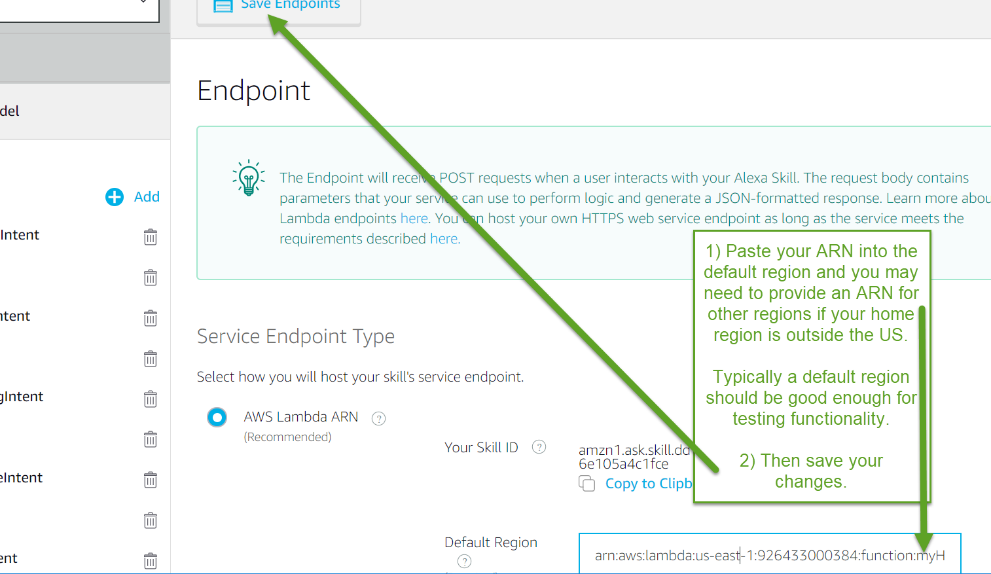 Save Endpoints
Endpoint
del
The Endpoint will receive POST requests when a user interacts with your Alexa Skill. The request body contains
parameters that your service can use to perform logic and generate a JSON-formatted response. Learn more abou
Lambda endpoints here. You can host your own HTTPS web service endpoint as long as the service meets the
requirements described here.
Add
Intent
ntent
gIntent
eIntent
ent
1) Paste your ARN into the
default region and you may
need to provide an ARN for
other regions if your home
region is outside the US.
Typically a default region
should be good enough for
testing functionality.
2) Then save your
changes.
Service Endpoint Type
Select how you will host your skill's service endpoint.
AWS Lambda ARN ?
(Recommended)
Your Skill ID ?
amzn1.ask.skill.dd
6e105a4c1fce
Copy to Clipb
Default Region
?
arn:aws:lambda:us-east-1:926433000384:function:myH